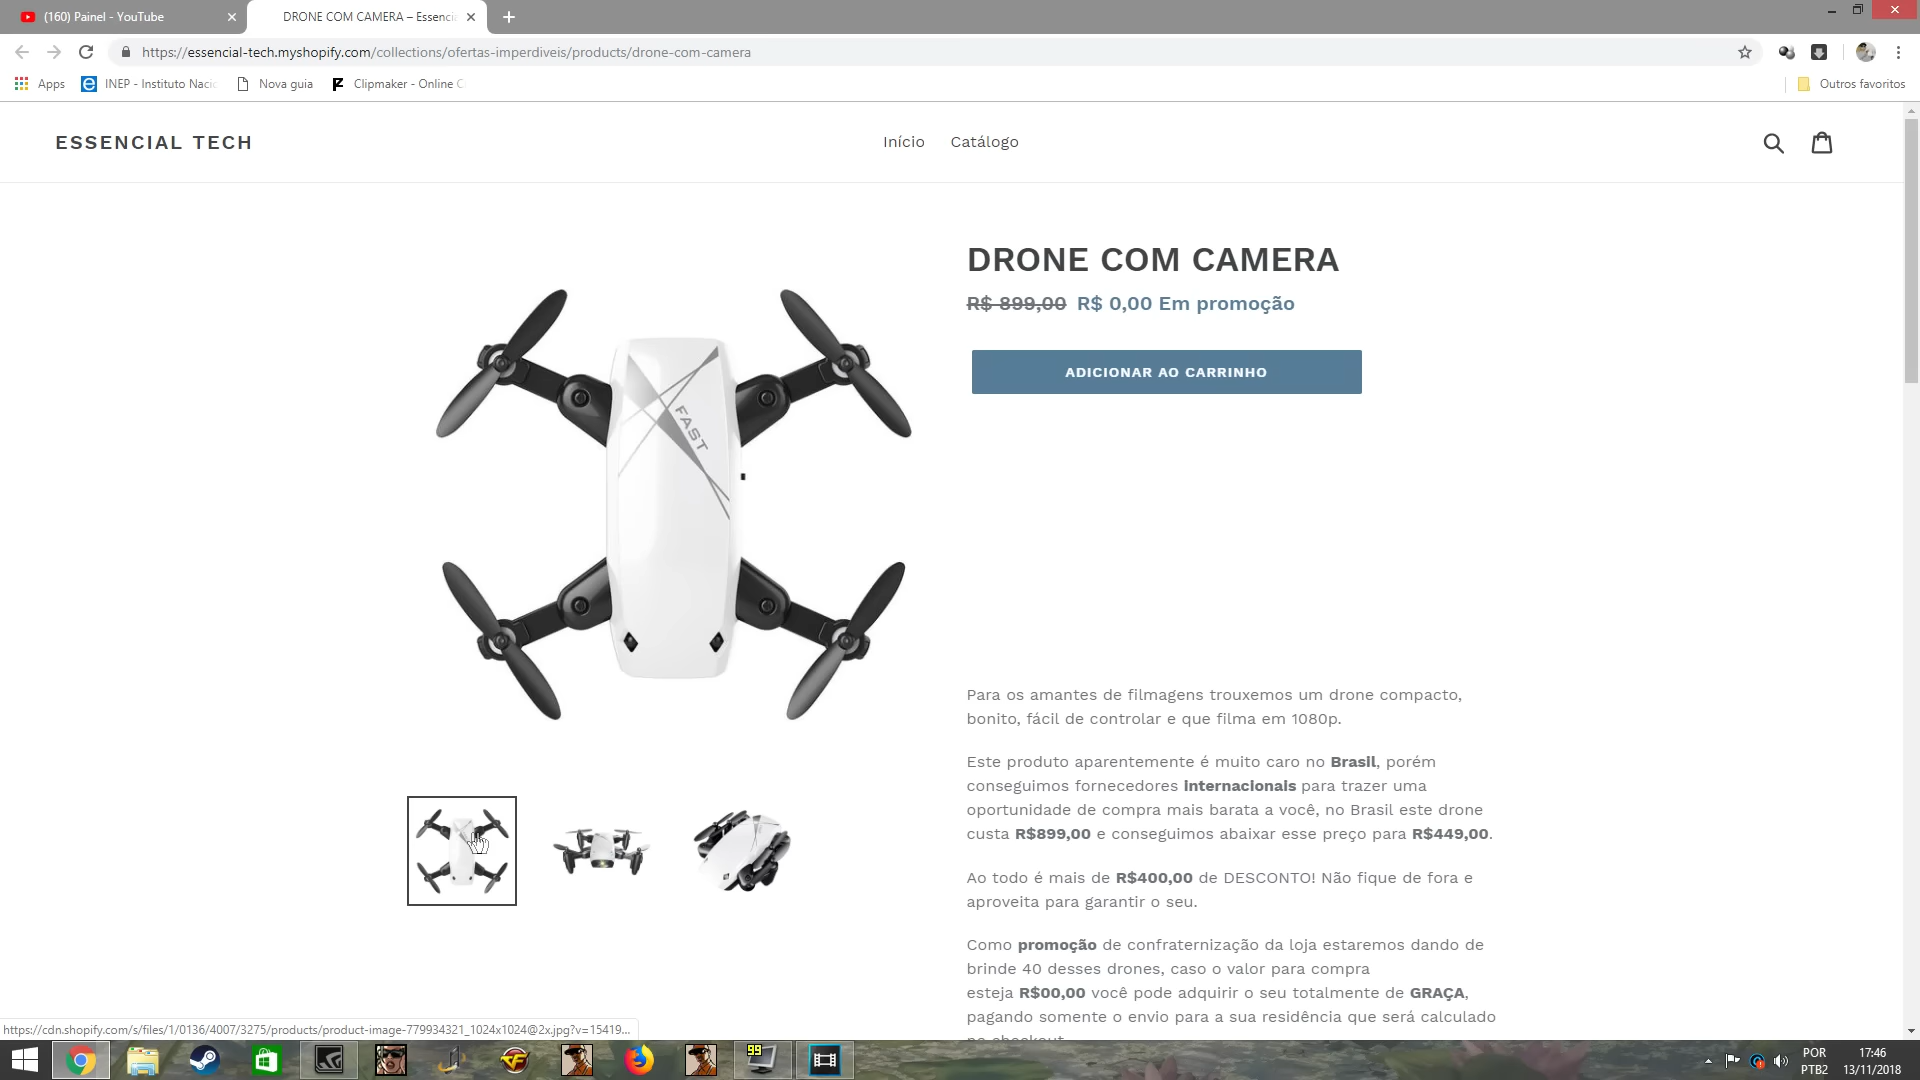 (160) Painel - YouTube
DRONE COM CAMERA – Essencia
https://essencial-tech.myshopify.com/collections/ofertas-imperdiveis/products/drone-com-camera
Apps
INEP - Instituto Nacio
Nova guia
Clipmaker - Online C
Outros favoritos
ESSENCIAL TECH
Início
Catálogo
DRONE COM CAMERA
R$ 899,00 R$ 0,00 Em promoção
ADICIONAR AO CARRINHO
FAST
Para os amantes de filmagens trouxemos um drone compacto,
bonito, fácil de controlar e que filma em 1080p.
Este produto aparentemente é muito caro no Brasil, porém
conseguimos fornecedores internacionais para trazer uma
oportunidade de compra mais barata a você, no Brasil este drone
custa R$899,00 e conseguimos abaixar esse preço para R$449,00.
Ao todo é mais de R$400,00 de DESCONTO! Não fique de fora e
aproveita para garantir o seu.
Como promoção de confraternização da loja estaremos dando de
brinde 40 desses drones, caso o valor para compra
esteja R$00,00 você pode adquirir o seu totalmente de GRAÇA,
pagando somente o envio para a sua residência que será calculado
no checkout
https://cdn.shopify.com/s/files/1/0136/4007/3275/products/product-image-779934321_1024x1024@2x.jpg?v=15419...
99
POR
PTB2
17:46
13/11/2018